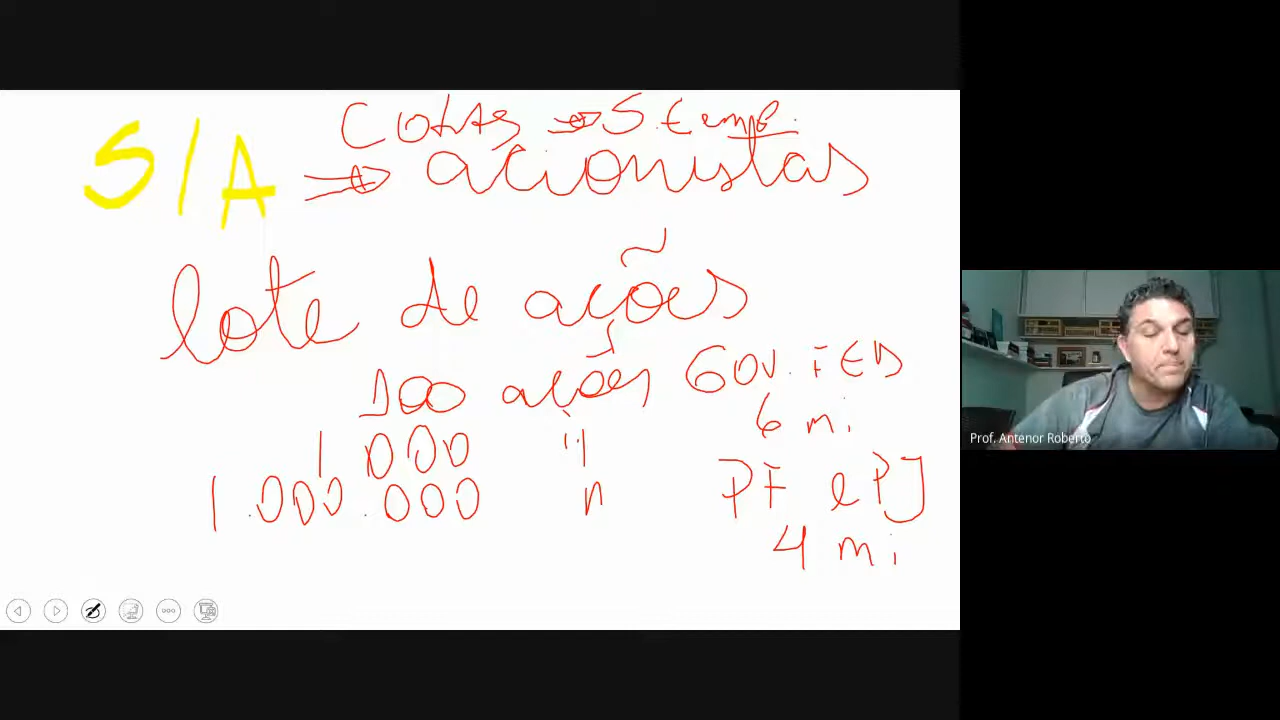 COTAS → S. Emp.
S/A ⇒ acionistas
lote de ações
100 ações GOV. FED
6 mi
1.000 "
PF e PJ
1.000.000 "
4 mi
Prof. Antenor Roberto